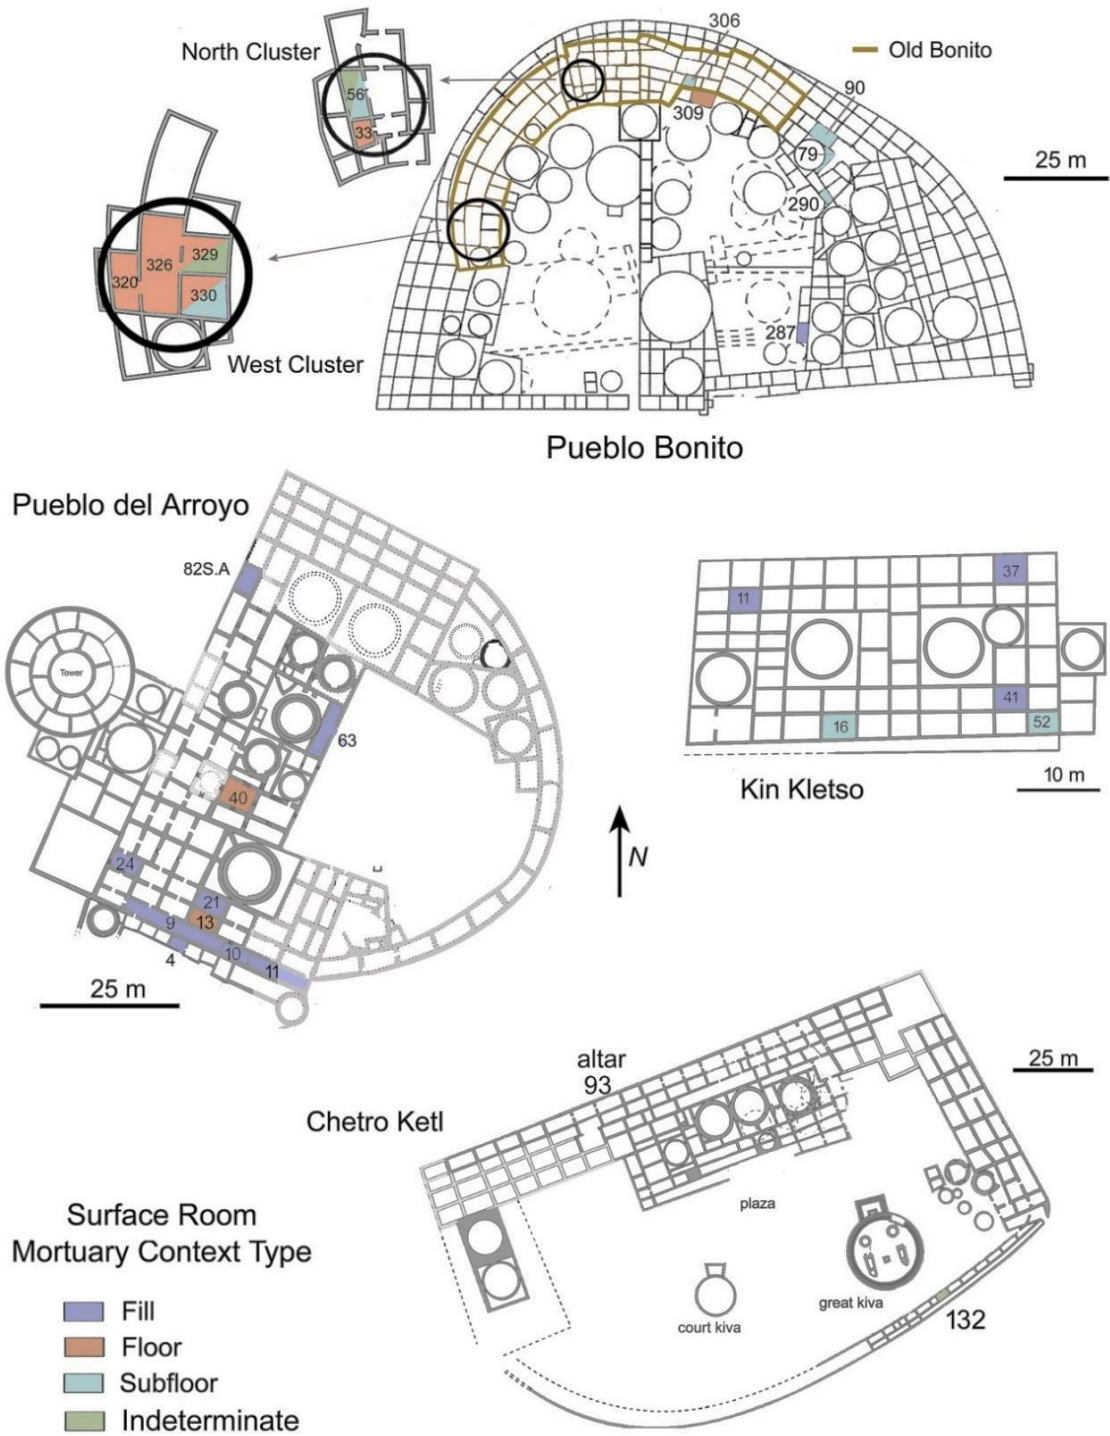 306
North Cluster
Old Bonito
90
56
33
309
79
25 m
290
329
326
320
330
287
West Cluster
Pueblo Bonito
Pueblo del Arroyo
82S.A
37
11
Tower
41
63
16
52
40
Kin Kletso
10 m
N
24
21
9
13
10
4
11
25 m
altar
93
25 m
Chetro Ketl
plaza
Surface Room
Mortuary Context Type
great kiva
court kiva
132
Fill
Floor
Subfloor
Indeterminate